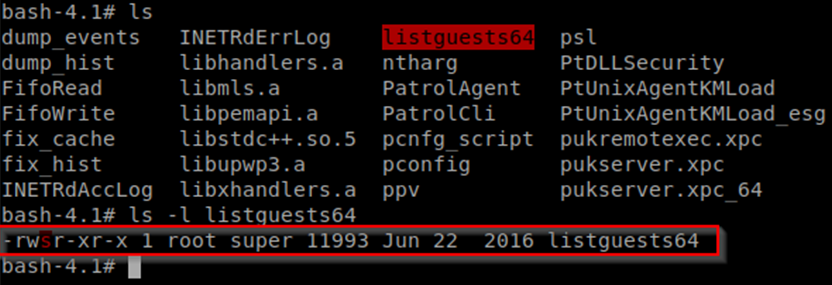 bash-4.1# ls
dump_events INETRdErrLog listguests64 psl
dump_hist libhandlers.a ntharg PtDLLSecurity
FifoRead libmls.a PatrolAgent PtUnixAgentKMLoad
FifoWrite libpemapi.a PatrolCli PtUnixAgentKMLoad_esg
fix_cache libstdc++.so.5 pcnfg_script pukremotexec.xpc
fix_hist libupwp3.a pconfig pukserver.xpc
INETRdAccLog libxhandlers.a ppv pukserver.xpc_64
bash-4.1# ls -l listguests64
-rwsr-xr-x 1 root super 11993 Jun 22 2016 listguests64
bash-4.1#